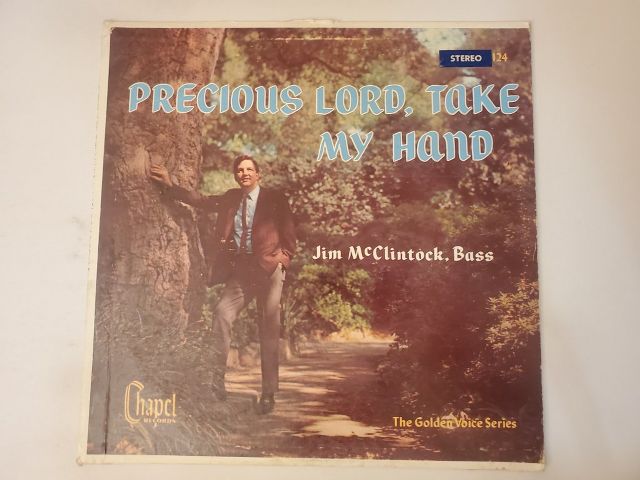 STEREO 124
PRECIOUS LORD, TAKE
MY HAND
Jim McClintock, Bass
Chapel
RECORDS
The Golden Voice Series